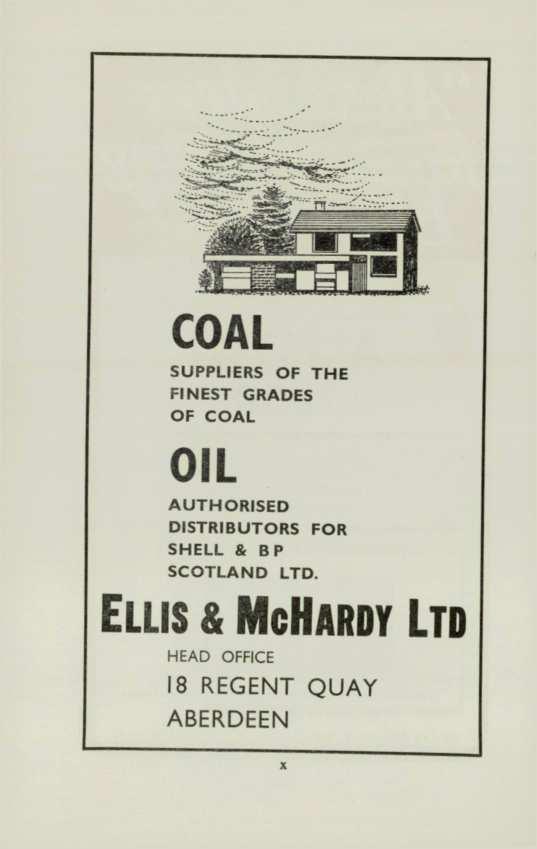 COAL
SUPPLIERS OF THE
FINEST GRADES
OF COAL
OIL
AUTHORISED
DISTRIBUTORS FOR
SHELL & BP
SCOTLAND LTD.
ELLIS & McHARDY LTD
HEAD OFFICE
18 REGENT QUAY
ABERDEEN
x